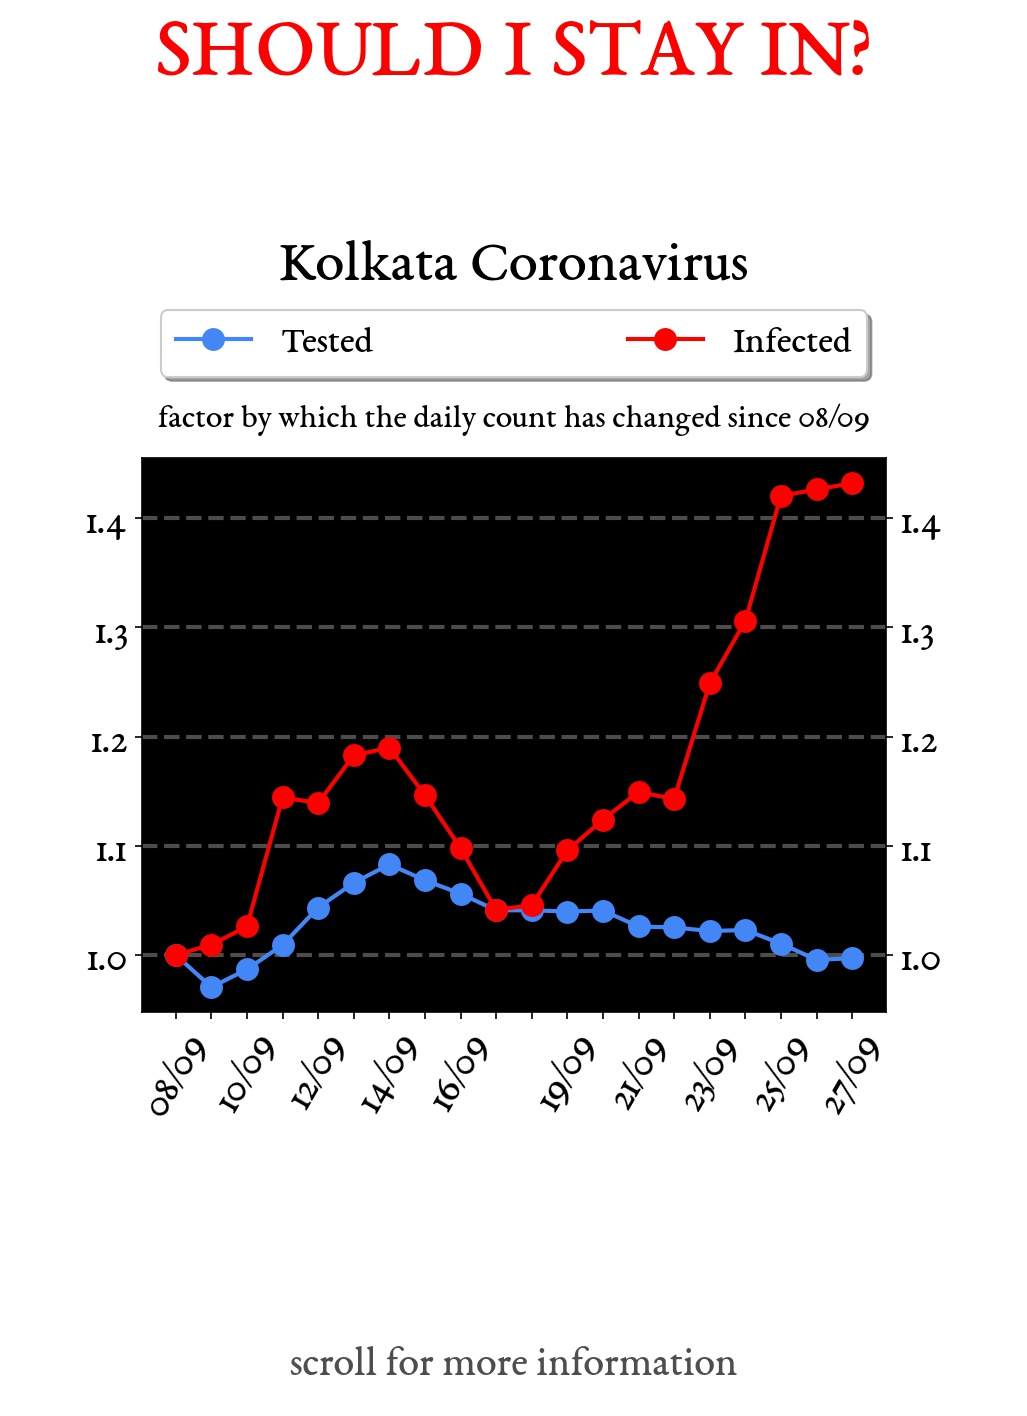 SHOULD I STAY IN?
Kolkata Coronavirus
Tested Infected
factor by which the daily count has changed since 08/09
1.4 1.4
1.3 1.3
1.2 1.2
1.1 1.1
1.0 1.0
08/09 10/09 12/09 14/09 16/09 19/09 21/09 23/09 25/09 27/09
scroll for more information